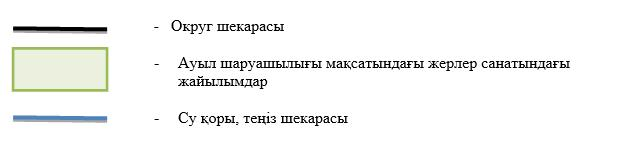 - Округ шекарасы
- Ауыл шаруашылығы мақсатындағы жерлер санатындағы
жайылымдар
- Су қоры, теңіз шекарасы